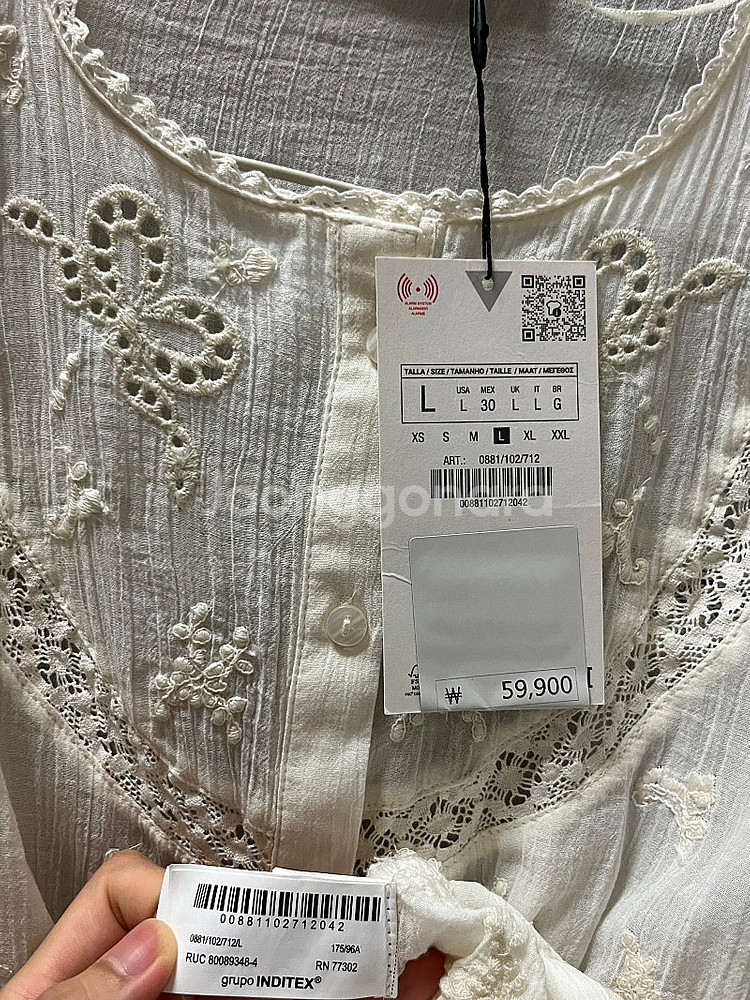 ALARM SYSTEM
ALARMANDO
ALARME
TALLA / SIZE / TAMANHO / TAILLE / MAAT / ΜΕΓΕΘΟΣ
L
USA MEX UK IT BR
L 30 L L G
XS S M L XL XXL
ART.: 0881/102/712
00881102712042
joonggonara
₩ 59,900
00881102712042
0881/102/712/L 175/96A
RUC 80089348-4 RN 77302
grupo INDITEX®